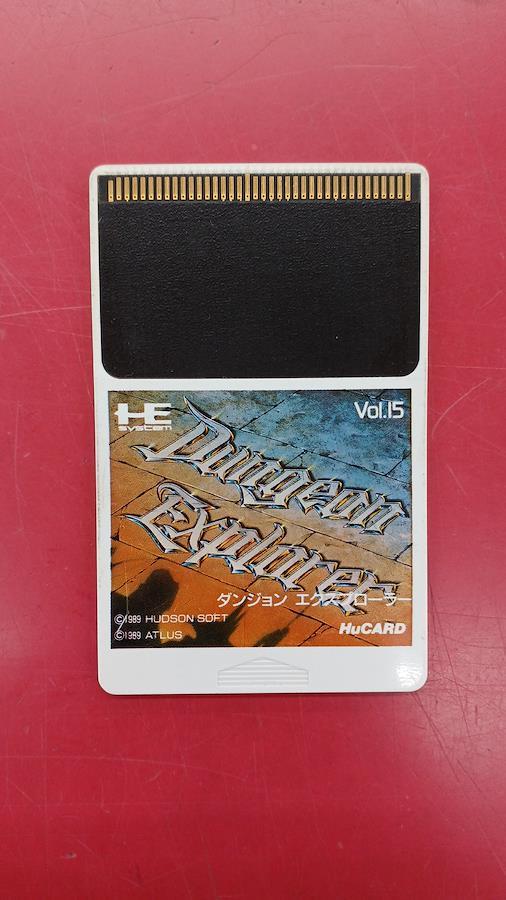 HE
SYSTEM
Vol.15
Dungeon
Explorer
ダンジョン エクスプローラー
©1989 HUDSON SOFT
©1989 ATLUS
HuCARD